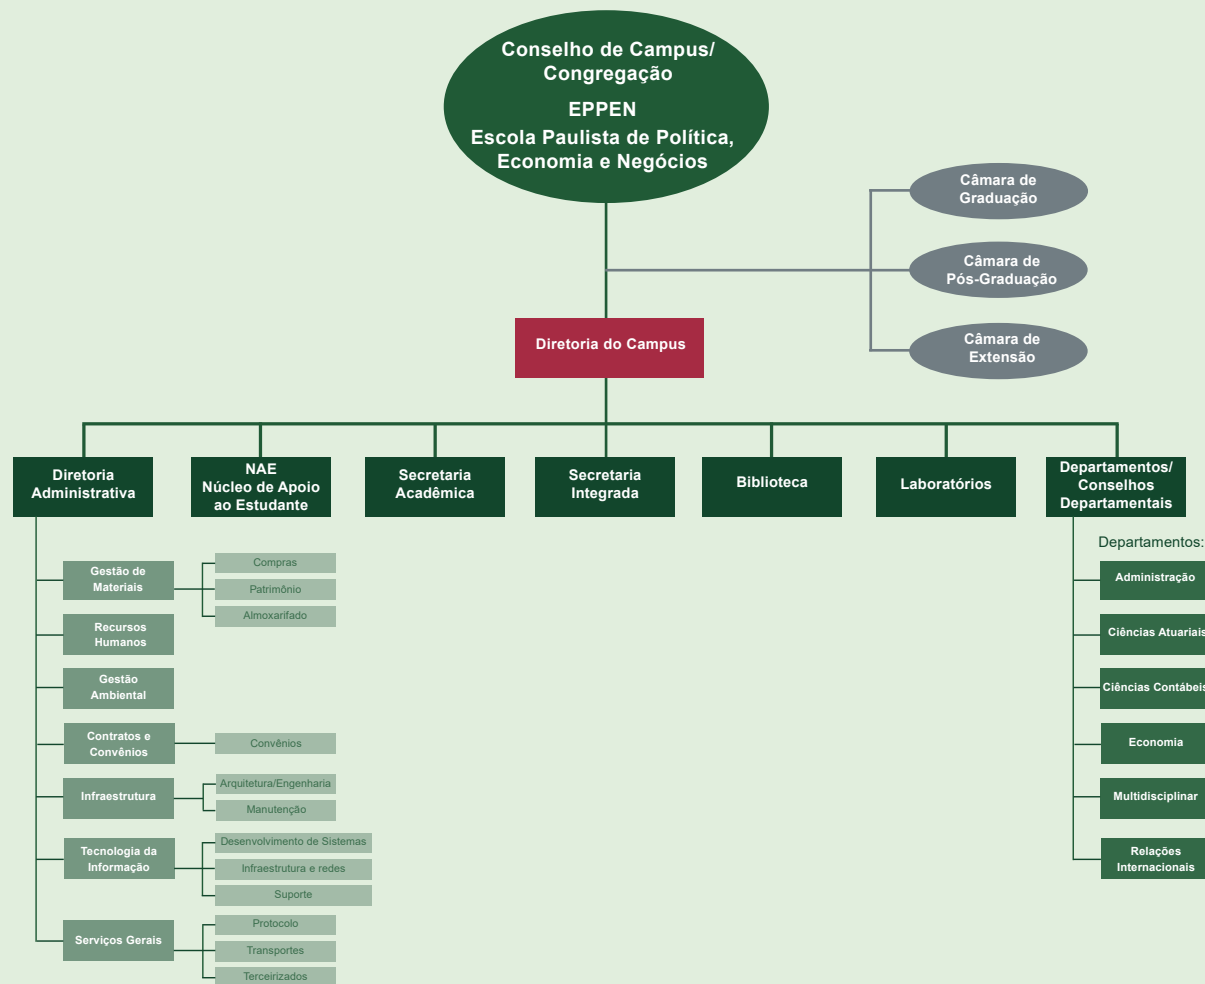 Conselho de Campus/
Congregação
EPPEN
Escola Paulista de Política,
Economia e Negócios
Câmara de
Graduação
Câmara de
Pós-Graduação
Câmara de
Extensão
Diretoria do Campus
Diretoria
Administrativa
NAE
Núcleo de Apoio
ao Estudante
Secretaria
Acadêmica
Secretaria
Integrada
Biblioteca
Laboratórios
Departamentos/
Conselhos
Departamentais
Gestão de
Materiais
Compras
Patrimônio
Almoxarifado
Recursos
Humanos
Gestão
Ambiental
Contratos e
Convênios
Convênios
Infraestrutura
Arquitetura/Engenharia
Manutenção
Tecnologia da
Informação
Desenvolvimento de Sistemas
Infraestrutura e redes
Suporte
Serviços Gerais
Protocolo
Transportes
Terceirizados
Departamentos:
Administração
Ciências Atuariais
Ciências Contábeis
Economia
Multidisciplinar
Relações
Internacionais